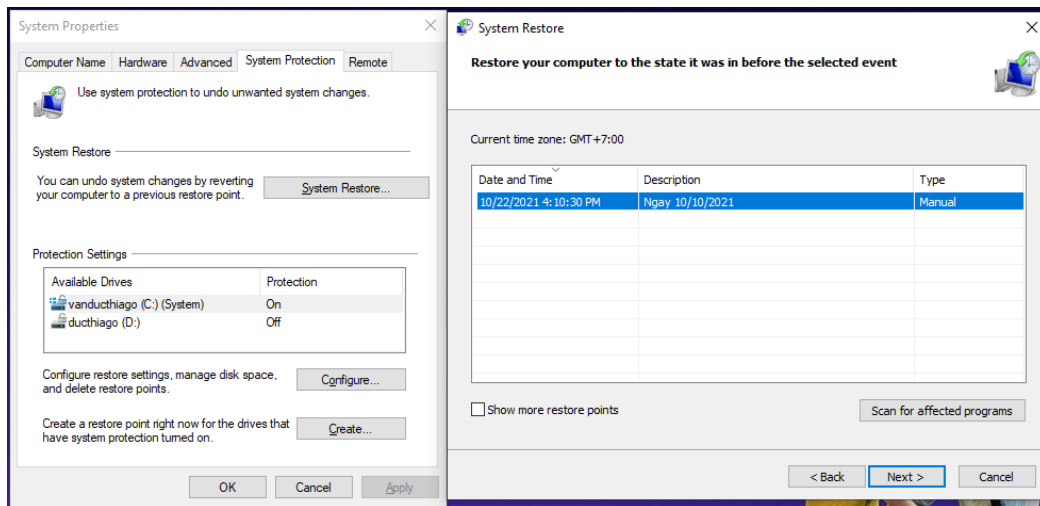 System Properties
Computer Name Hardware Advanced System Protection Remote
Use system protection to undo unwanted system changes.
System Restore
You can undo system changes by reverting
your computer to a previous restore point.
System Restore...
Protection Settings
Available Drives Protection
vanducthiago (C:) (System) On
ducthiago (D:) Off
Configure restore settings, manage disk space,
and delete restore points.
Configure...
Create a restore point right now for the drives that
have system protection turned on.
Create...
OK Cancel Apply
System Restore
Restore your computer to the state it was in before the selected event
Current time zone: GMT+7:00
Date and Time Description Type
10/22/2021 4:10:30 PM Ngay 10/10/2021 Manual
Show more restore points
Scan for affected programs
< Back Next > Cancel